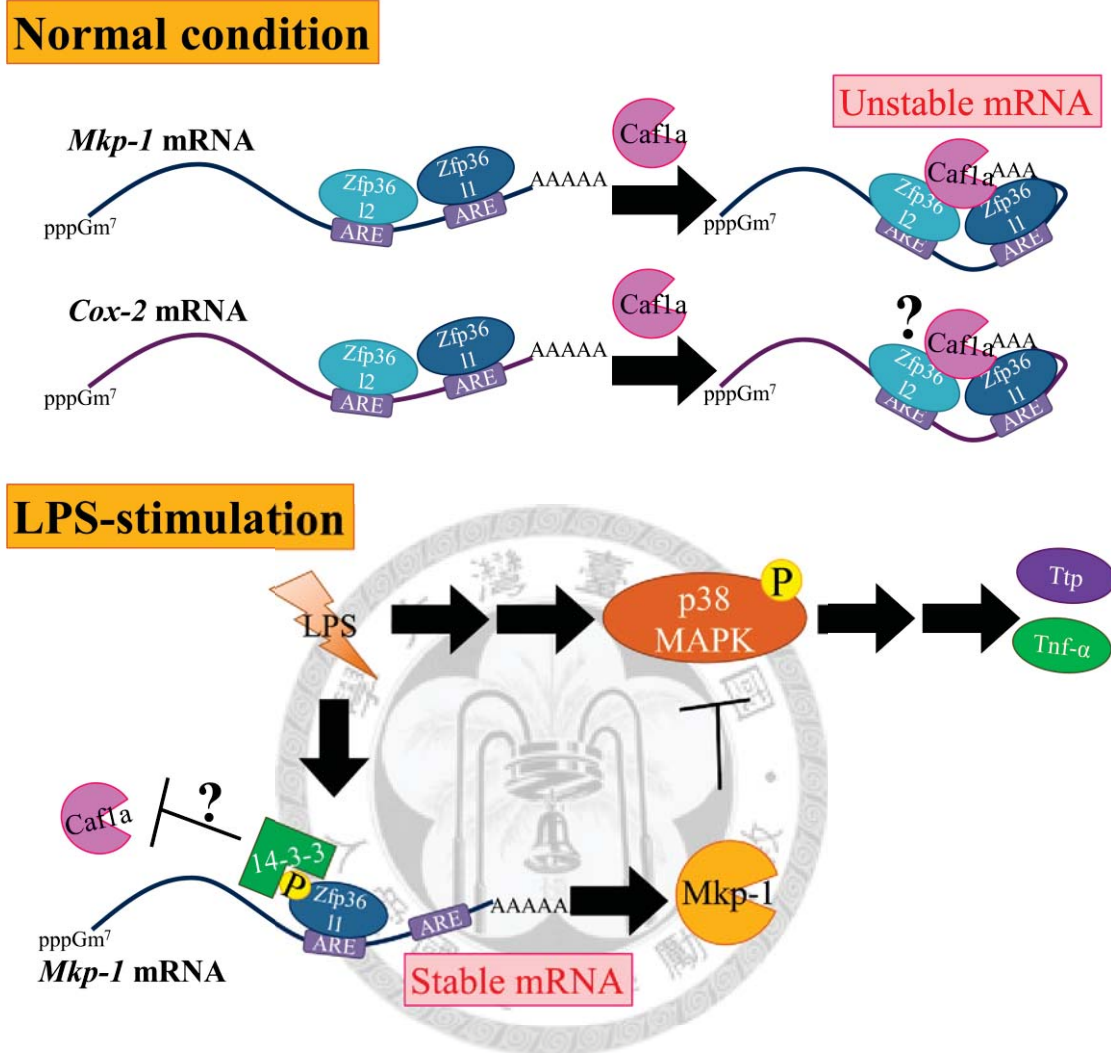 Normal condition
Unstable mRNA
Mkp-1 mRNA
Zfp36
l2
Zfp36
l1
ARE
ARE
AAAAA
pppGm⁷
Caf1a
Caf1a
AAA
Zfp36
l2
Zfp36
l1
ARE
ARE
pppGm⁷
Cox-2 mRNA
Zfp36
l2
Zfp36
l1
ARE
ARE
AAAAA
pppGm⁷
Caf1a
?
Caf1a
AAA
Zfp36
l2
Zfp36
l1
ARE
ARE
pppGm⁷
LPS-stimulation
灣 臺
LPS
p38
MAPK
P
Ttp
Tnf-α
Caf1a
?
14-3-3
P
Zfp36
l1
ARE
ARE
AAAAA
pppGm⁷
Mkp-1 mRNA
Stable mRNA
Mkp-1
勵